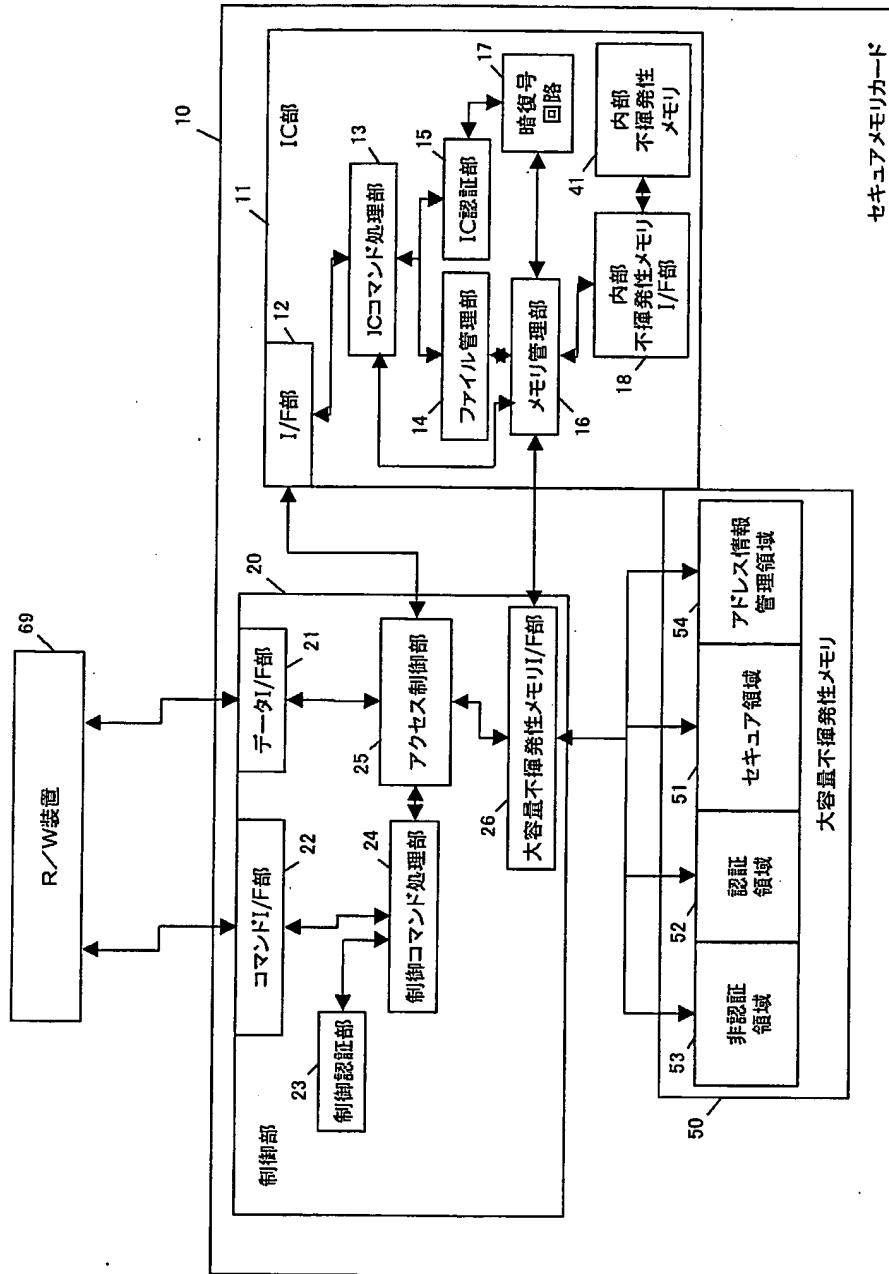 69
R/W装置
10
セキュアメモリカード
20
制御部
22
コマンドI/F部
21
データI/F部
23
制御認証部
24
制御コマンド処理部
25
アクセス制御部
26
大容量不揮発性メモリI/F部
11
IC部
12
I/F部
13
ICコマンド処理部
14
ファイル管理部
15
IC認証部
16
メモリ管理部
17
暗復号
回路
18
内部
不揮発性メモリ
I/F部
41
内部
不揮発性
メモリ
50
大容量不揮発性メモリ
53
非認証
領域
52
認証
領域
51
セキュア領域
54
アドレス情報
管理領域